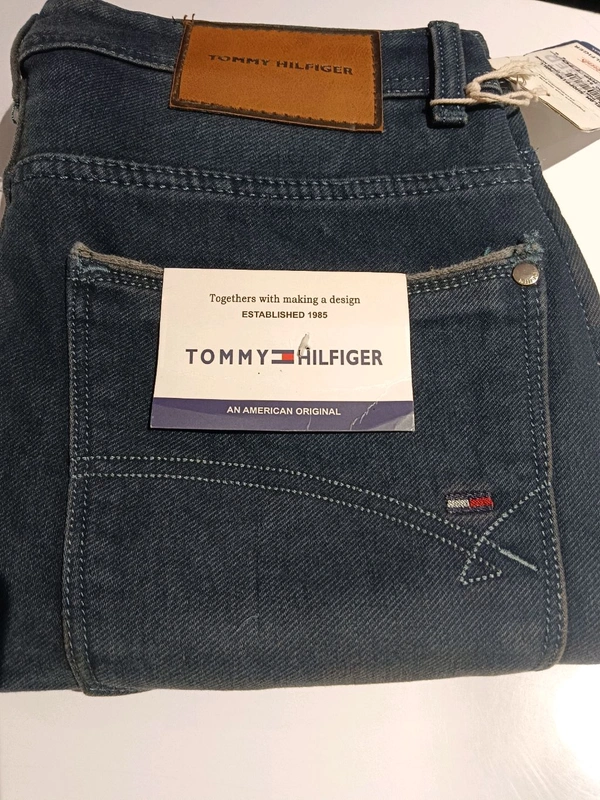 TOMMY HILFIGER
Togethers with making a design
ESTABLISHED 1985
TOMMY HILFIGER
AN AMERICAN ORIGINAL